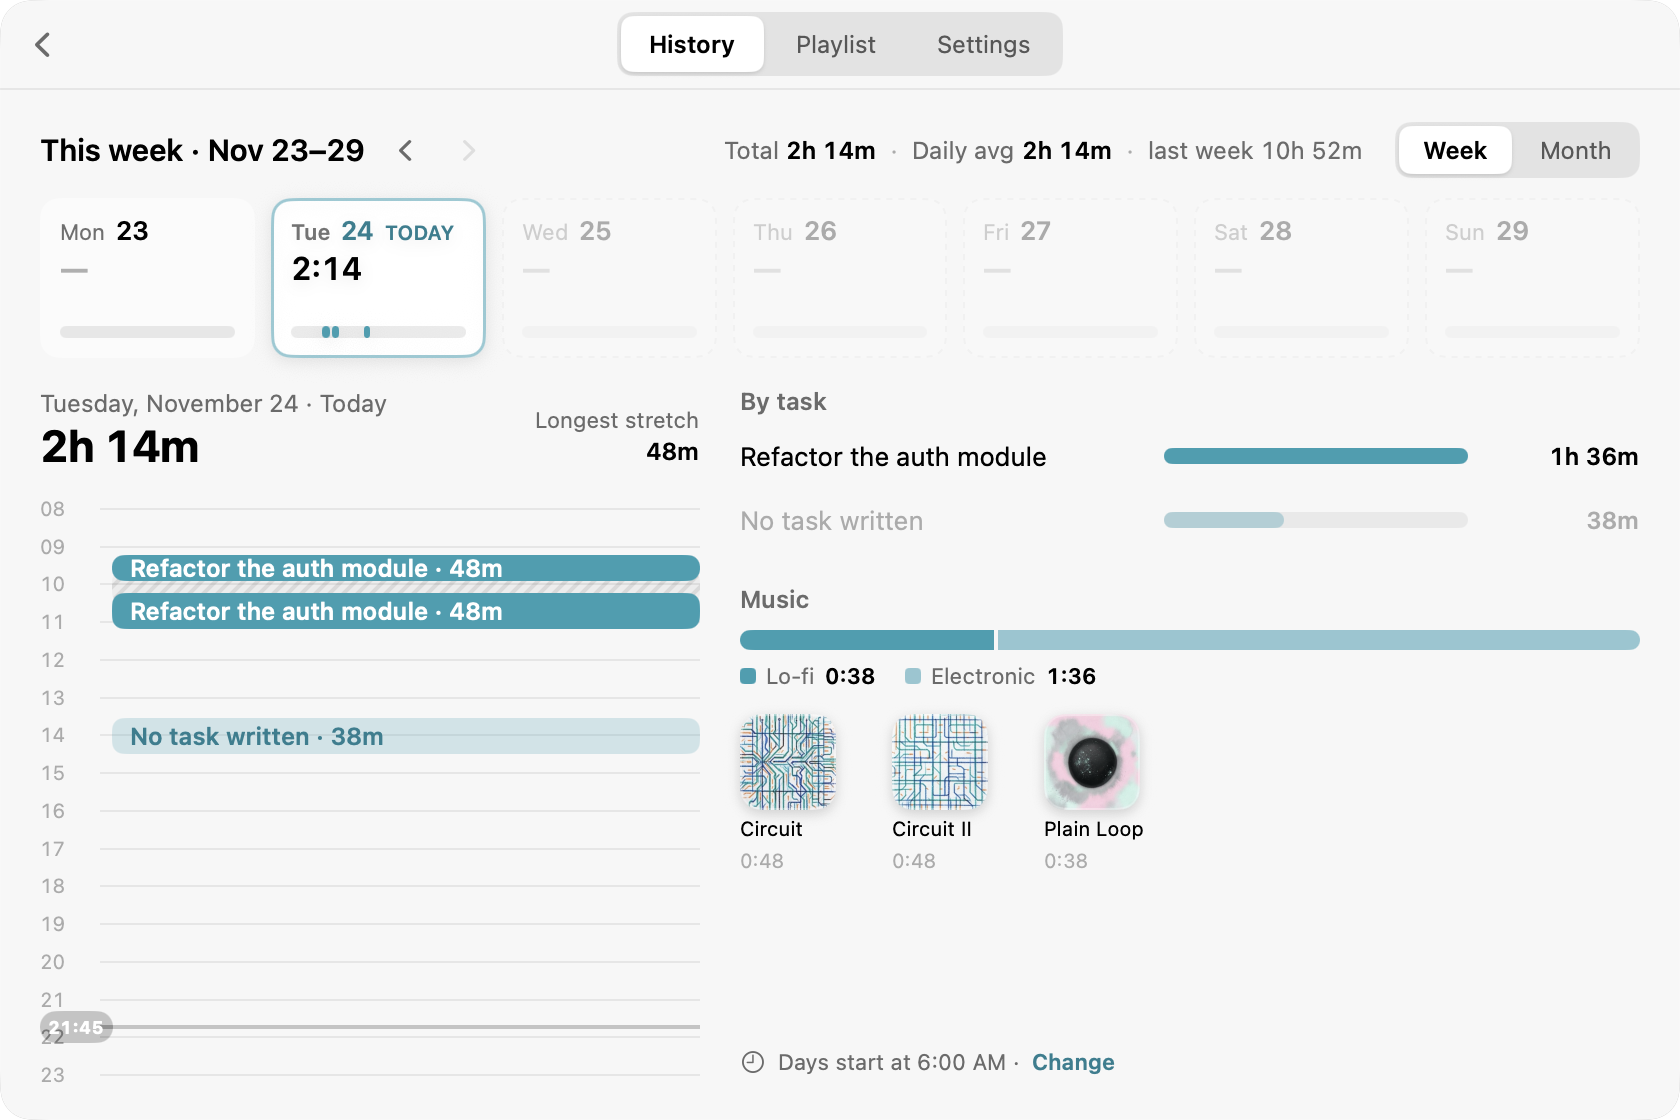 History Playlist Settings
This week · Nov 23–29
Total 2h 14m · Daily avg 2h 14m · last week 10h 52m
Week Month
Mon 23
—
Tue 24 TODAY
2:14
Wed 25
—
Thu 26
—
Fri 27
—
Sat 28
—
Sun 29
—
Tuesday, November 24 · Today
2h 14m
Longest stretch
48m
08
09
Refactor the auth module · 48m
10
Refactor the auth module · 48m
11
12
13
14
No task written · 38m
15
16
17
18
19
20
21
21:45
22
23
By task
Refactor the auth module 1h 36m
No task written 38m
Music
Lo-fi 0:38 Electronic 1:36
Circuit
0:48
Circuit II
0:48
Plain Loop
0:38
Days start at 6:00 AM · Change